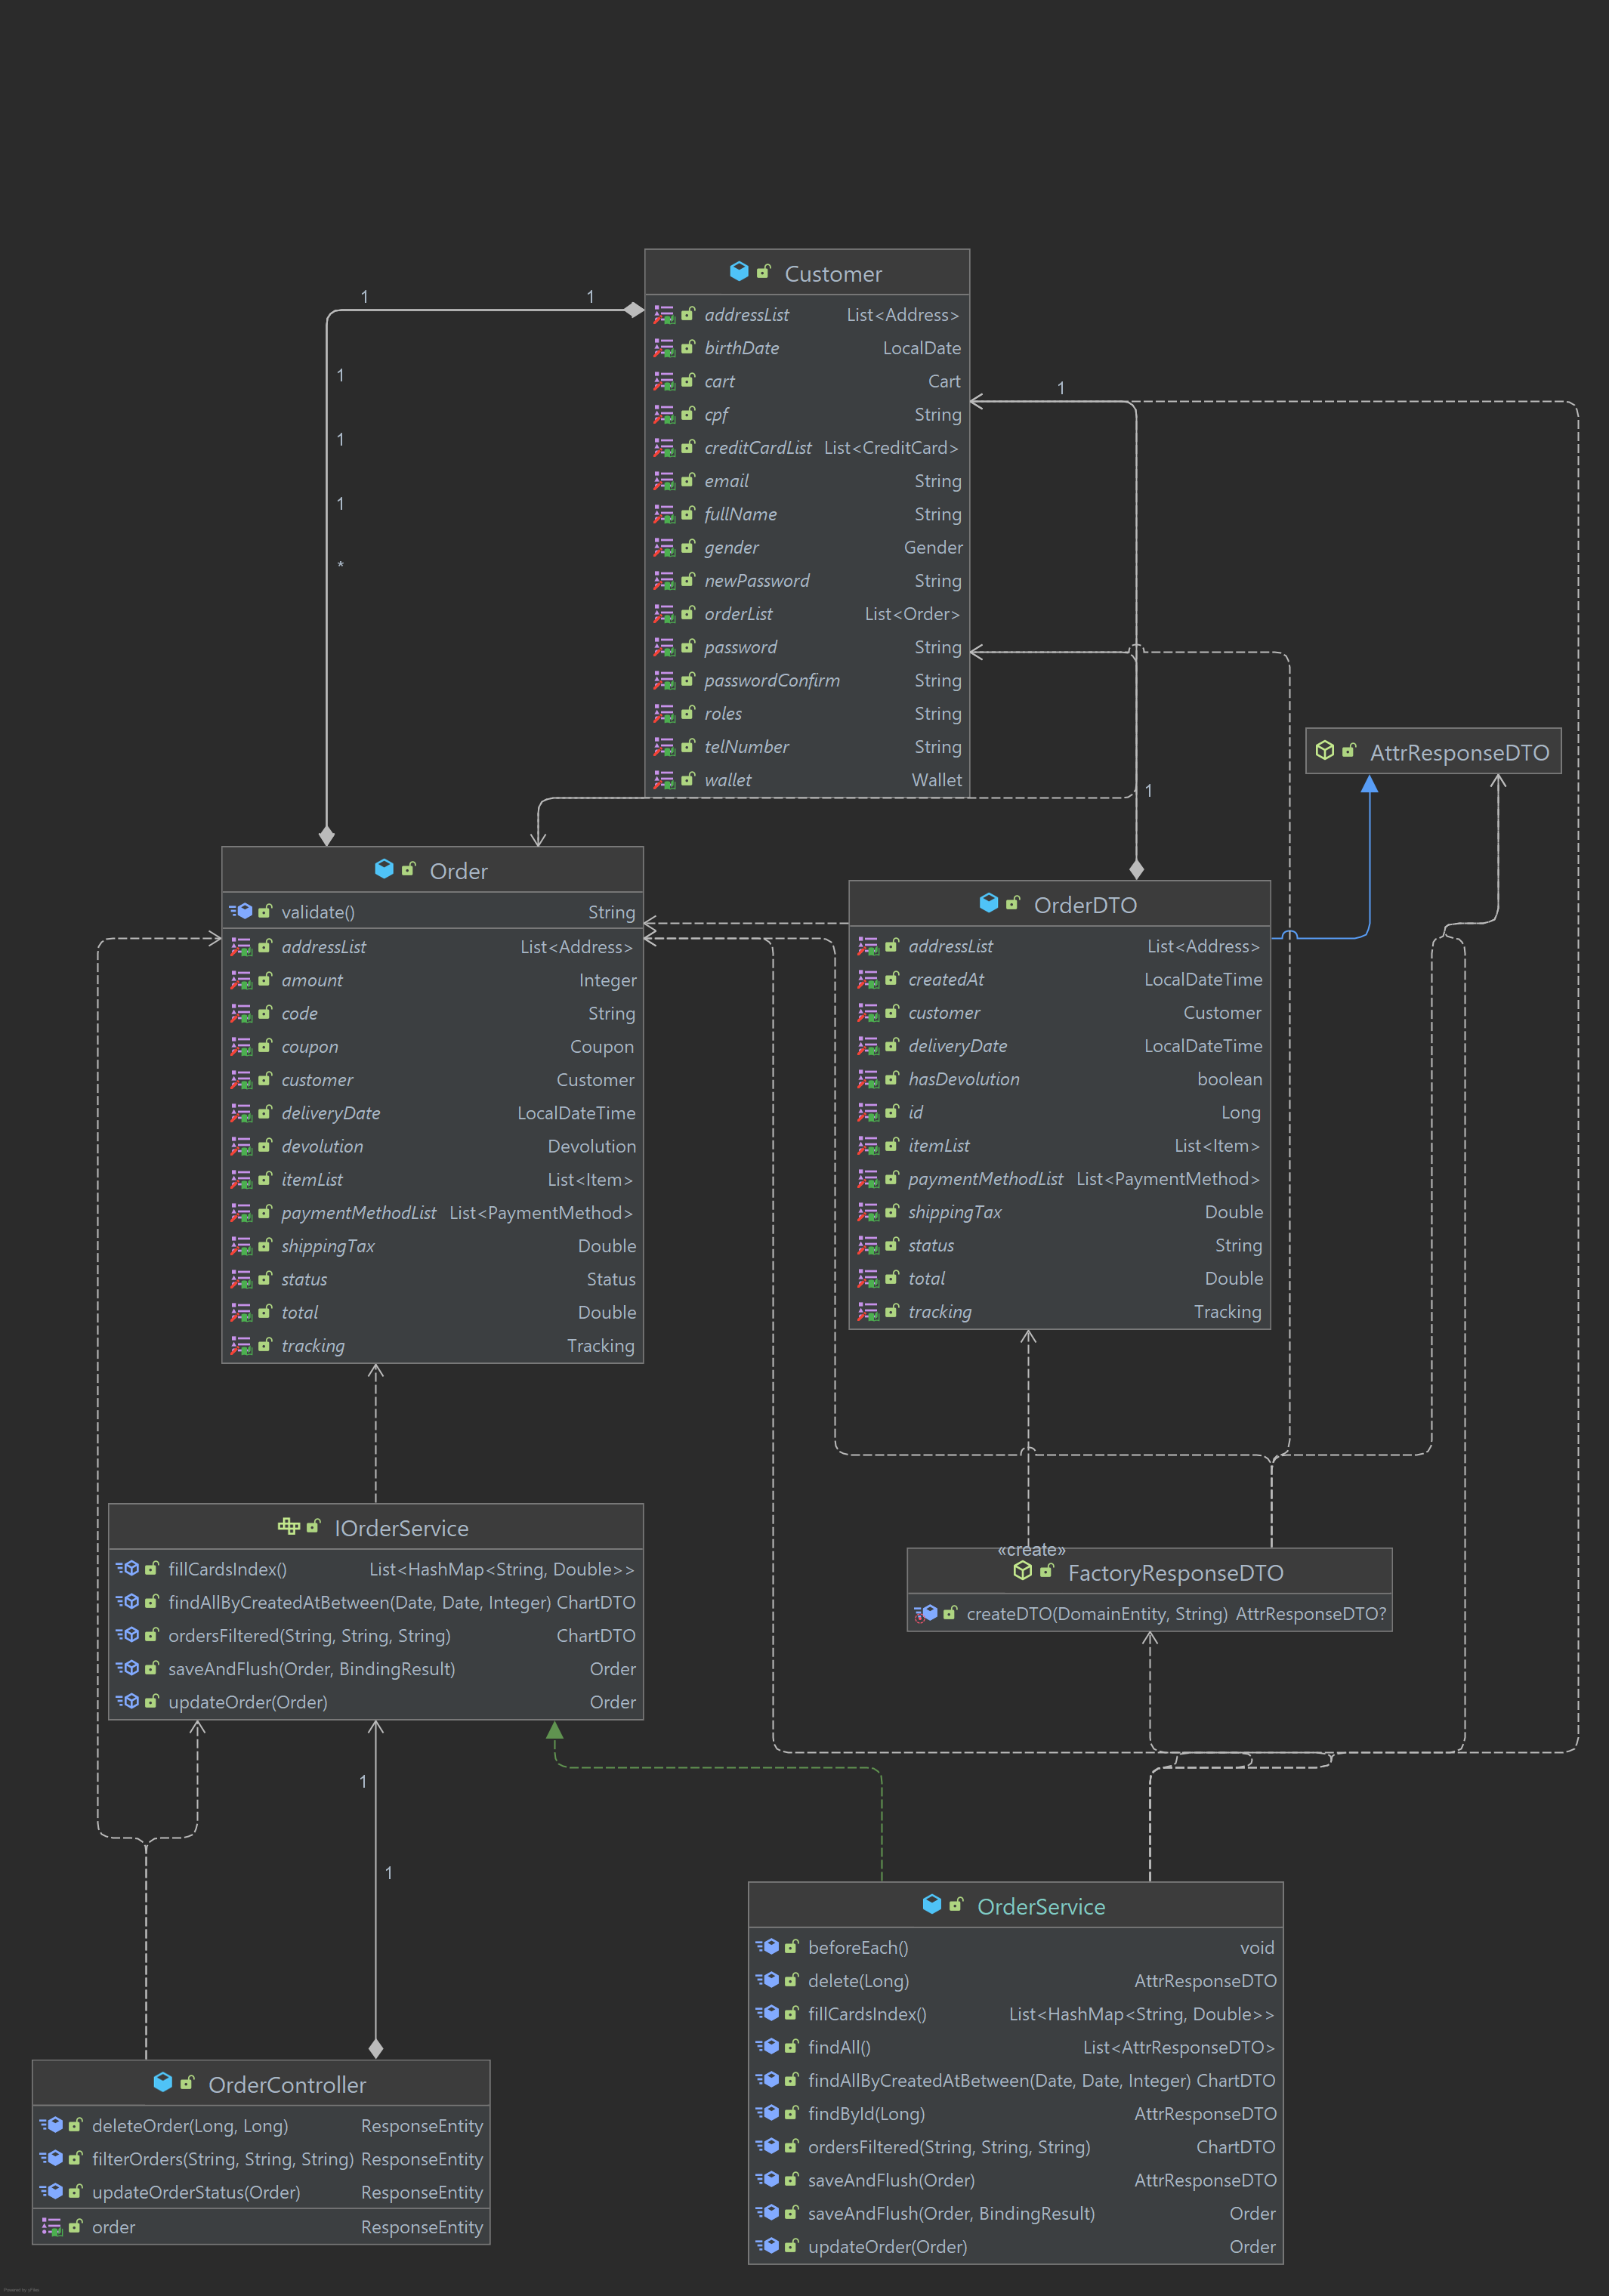 Customer
addressList List<Address>
birthDate LocalDate
cart Cart
cpf String
creditCardList List<CreditCard>
email String
fullName String
gender Gender
newPassword String
orderList List<Order>
password String
passwordConfirm String
roles String
telNumber String
wallet Wallet
1 1
1
1
1
*
1
1
AttrResponseDTO
Order
validate() String
addressList List<Address>
amount Integer
code String
coupon Coupon
customer Customer
deliveryDate LocalDateTime
devolution Devolution
itemList List<Item>
paymentMethodList List<PaymentMethod>
shippingTax Double
status Status
total Double
tracking Tracking
OrderDTO
addressList List<Address>
createdAt LocalDateTime
customer Customer
deliveryDate LocalDateTime
hasDevolution boolean
id Long
itemList List<Item>
paymentMethodList List<PaymentMethod>
shippingTax Double
status String
total Double
tracking Tracking
IOrderService
fillCardsIndex() List<HashMap<String, Double>>
findAllByCreatedAtBetween(Date, Date, Integer) ChartDTO
ordersFiltered(String, String, String) ChartDTO
saveAndFlush(Order, BindingResult) Order
updateOrder(Order) Order
«create»
FactoryResponseDTO
createDTO(DomainEntity, String) AttrResponseDTO?
1
1
OrderService
beforeEach() void
delete(Long) AttrResponseDTO
fillCardsIndex() List<HashMap<String, Double>>
findAll() List<AttrResponseDTO>
findAllByCreatedAtBetween(Date, Date, Integer) ChartDTO
findById(Long) AttrResponseDTO
ordersFiltered(String, String, String) ChartDTO
saveAndFlush(Order) AttrResponseDTO
saveAndFlush(Order, BindingResult) Order
updateOrder(Order) Order
OrderController
deleteOrder(Long, Long) ResponseEntity
filterOrders(String, String, String) ResponseEntity
updateOrderStatus(Order) ResponseEntity
order ResponseEntity
Powered by yFiles